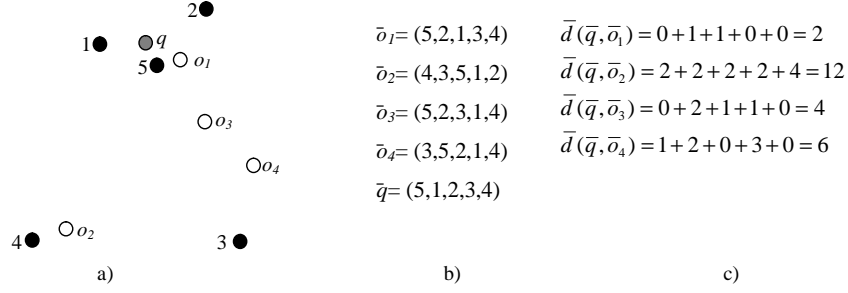 2
1
q
5
o₁
o₃
o₄
4
o₂
3
a)
ō₁= (5,2,1,3,4)
ō₂= (4,3,5,1,2)
ō₃= (5,2,3,1,4)
ō₄= (3,5,2,1,4)
q̄= (5,1,2,3,4)
b)
d̄(q̄,ō₁)=0+1+1+0+0=2
d̄(q̄,ō₂)=2+2+2+2+4=12
d̄(q̄,ō₃)=0+2+1+1+0=4
d̄(q̄,ō₄)=1+2+0+3+0=6
c)